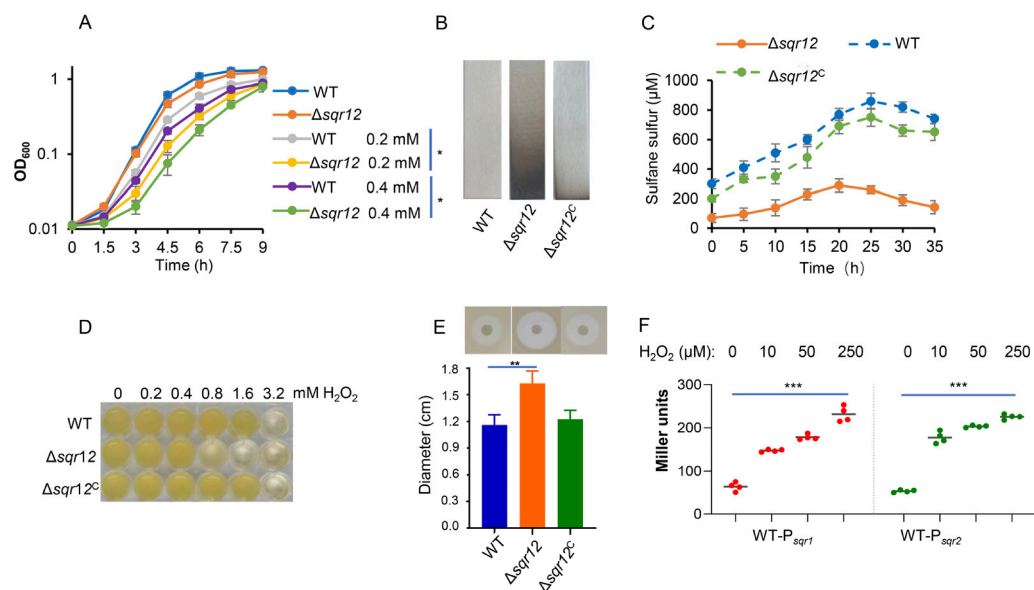 A
OD600
1
0.1
0.01
0 1.5 3 4.5 6 7.5 9
Time (h)
WT
Δsqr12
WT 0.2 mM
Δsqr12 0.2 mM
WT 0.4 mM
Δsqr12 0.4 mM
*
*
B
WT
Δsqr12
Δsqr12C
C
Δsqr12
WT
Δsqr12C
Sulfane sulfur (μM)
1000
800
600
400
200
0
0 5 10 15 20 25 30 35
Time （h）
D
0 0.2 0.4 0.8 1.6 3.2 mM H2O2
WT
Δsqr12
Δsqr12C
E
Diameter (cm)
1.8
1.5
1.2
0.9
0.6
0.3
0.0
**
WT
Δsqr12
Δsqr12C
F
H2O2 (μM): 0 10 50 250 0 10 50 250
Miller units
300
200
100
0
***
***
WT-Psqr1
WT-Psqr2